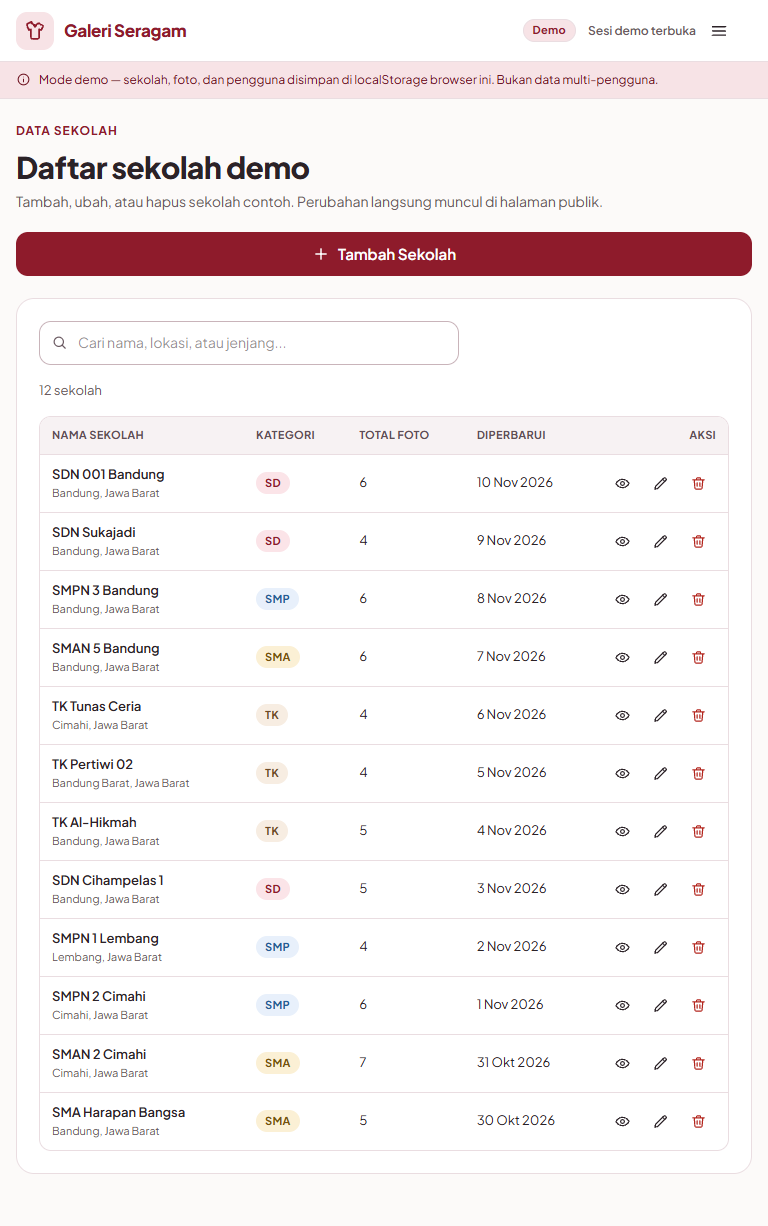 Galeri Seragam
Demo
Sesi demo terbuka
Mode demo — sekolah, foto, dan pengguna disimpan di localStorage browser ini. Bukan data multi-pengguna.
DATA SEKOLAH
Daftar sekolah demo
Tambah, ubah, atau hapus sekolah contoh. Perubahan langsung muncul di halaman publik.
Tambah Sekolah
Cari nama, lokasi, atau jenjang...
12 sekolah
NAMA SEKOLAH KATEGORI TOTAL FOTO DIPERBARUI AKSI
SDN 001 Bandung SD 6 10 Nov 2026
Bandung, Jawa Barat
SDN Sukajadi SD 4 9 Nov 2026
Bandung, Jawa Barat
SMPN 3 Bandung SMP 6 8 Nov 2026
Bandung, Jawa Barat
SMAN 5 Bandung SMA 6 7 Nov 2026
Bandung, Jawa Barat
TK Tunas Ceria TK 4 6 Nov 2026
Cimahi, Jawa Barat
TK Pertiwi 02 TK 4 5 Nov 2026
Bandung Barat, Jawa Barat
TK Al-Hikmah TK 5 4 Nov 2026
Bandung, Jawa Barat
SDN Cihampelas 1 SD 5 3 Nov 2026
Bandung, Jawa Barat
SMPN 1 Lembang SMP 4 2 Nov 2026
Lembang, Jawa Barat
SMPN 2 Cimahi SMP 6 1 Nov 2026
Cimahi, Jawa Barat
SMAN 2 Cimahi SMA 7 31 Okt 2026
Cimahi, Jawa Barat
SMA Harapan Bangsa SMA 5 30 Okt 2026
Bandung, Jawa Barat